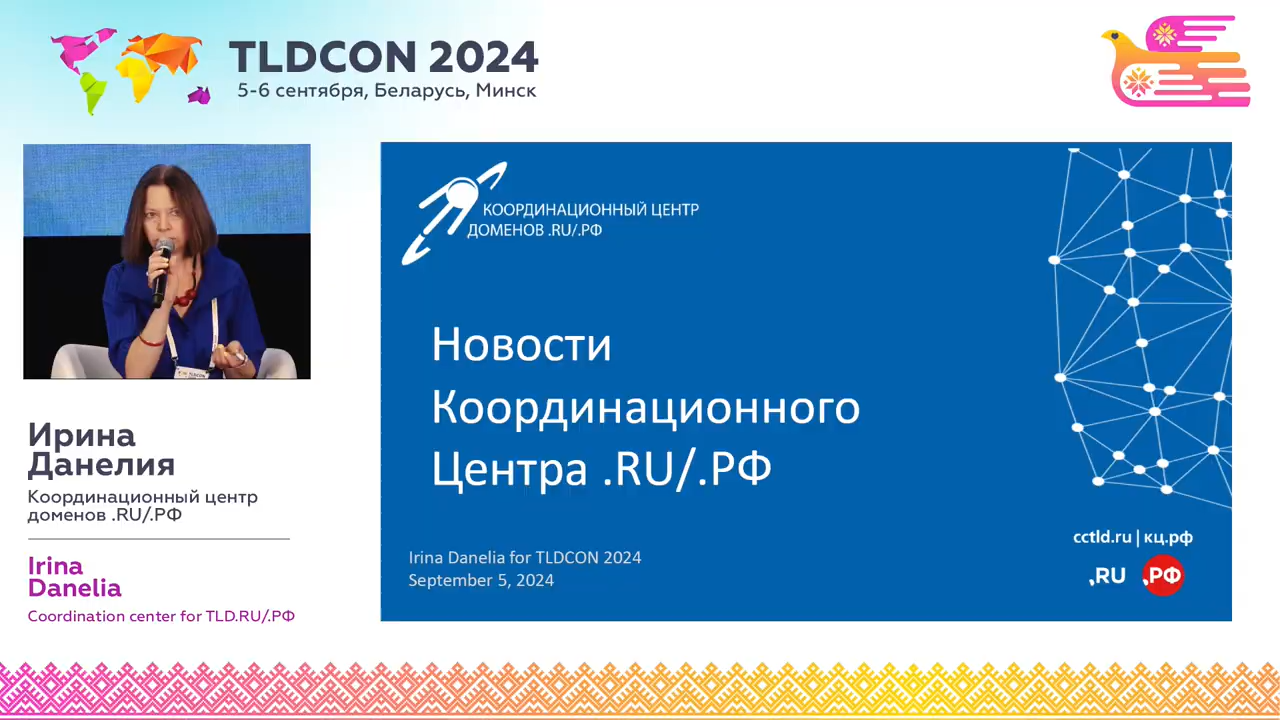 TLDCON 2024
5-6 сентября, Беларусь, Минск
КООРДИНАЦИОННЫЙ ЦЕНТР
ДОМЕНОВ .RU/.РФ
Новости
Координационного
Центра .RU/.РФ
Irina Danelia for TLDCON 2024
September 5, 2024
cctld.ru | кц.рф
.RU .РФ
TLDCON
Ирина
Данелия
Координационный центр
доменов .RU/.РФ
Irina
Danelia
Coordination center for TLD.RU/.РФ